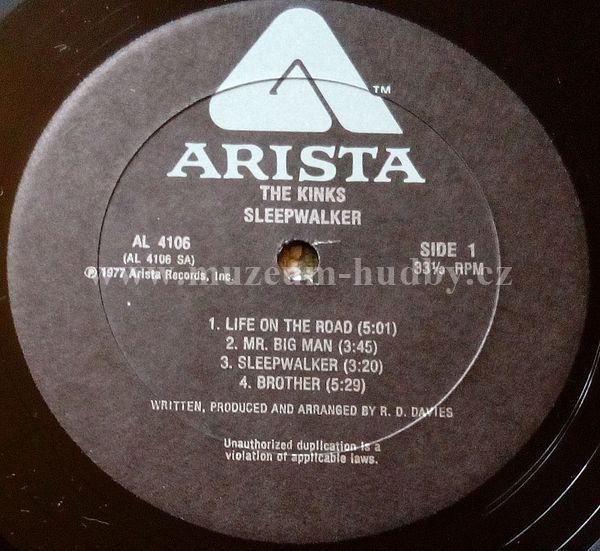 TM
ARISTA
THE KINKS
SLEEPWALKER
AL 4106
(AL 4106 SA)
℗ 1977 Arista Records, Inc.
SIDE 1
33⅓ RPM
www.muzeum-hudby.cz
1. LIFE ON THE ROAD (5:01)
2. MR. BIG MAN (3:45)
3. SLEEPWALKER (3:20)
4. BROTHER (5:29)
WRITTEN, PRODUCED AND ARRANGED BY R. D. DAVIES
Unauthorized duplication is a
violation of applicable laws.